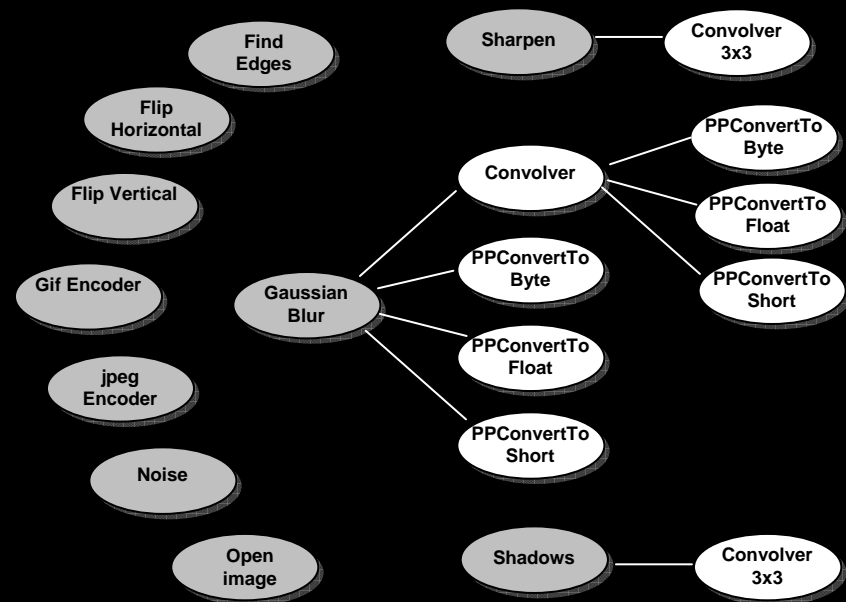 Find
Edges
Sharpen
Convolver
3x3
Flip
Horizontal
PPConvertTo
Byte
Convolver
Flip Vertical
PPConvertTo
Float
PPConvertTo
Byte
PPConvertTo
Short
Gif Encoder
Gaussian
Blur
PPConvertTo
Float
jpeg
Encoder
PPConvertTo
Short
Noise
Open
image
Shadows
Convolver
3x3